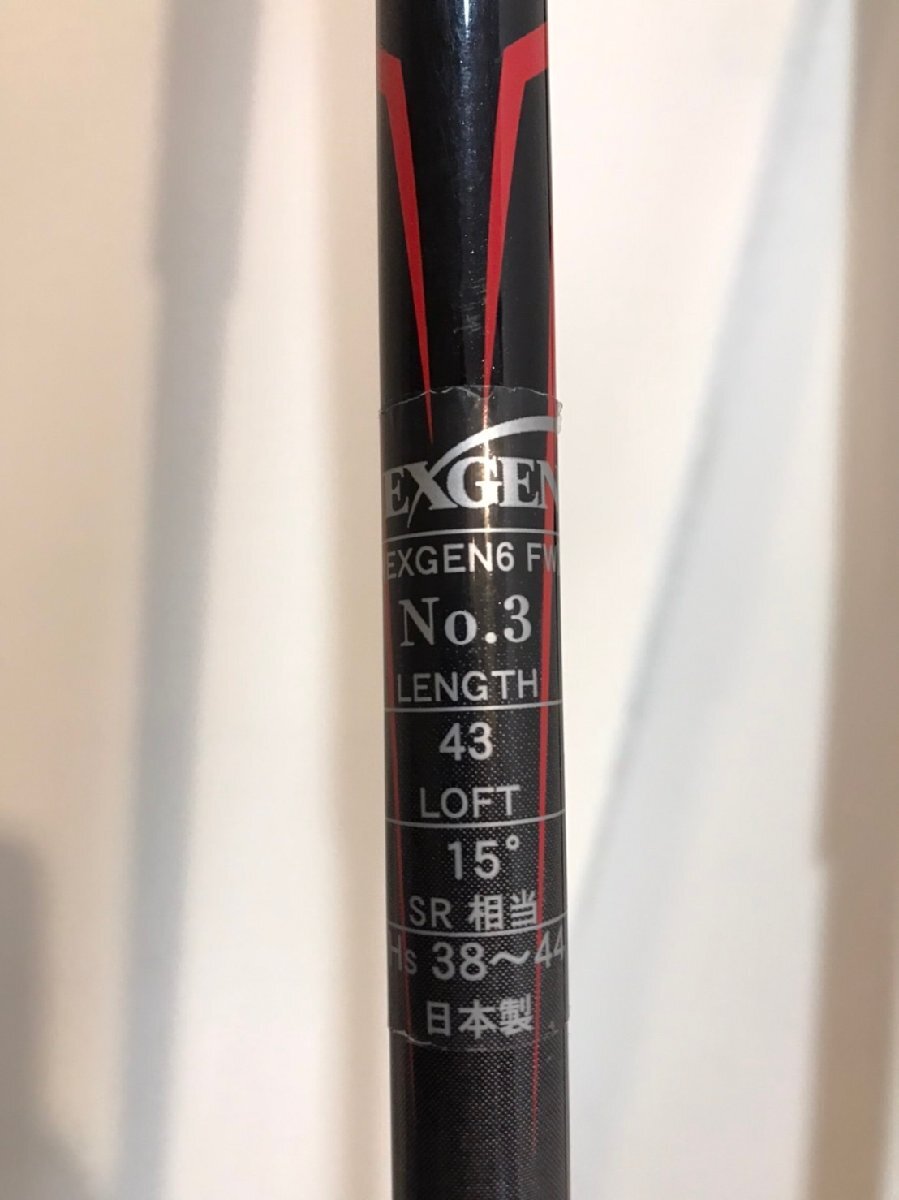 EXGEN
EXGEN6 FW
No.3
LENGTH
43
LOFT
15°
SR 相当
Hs 38～44
日本製